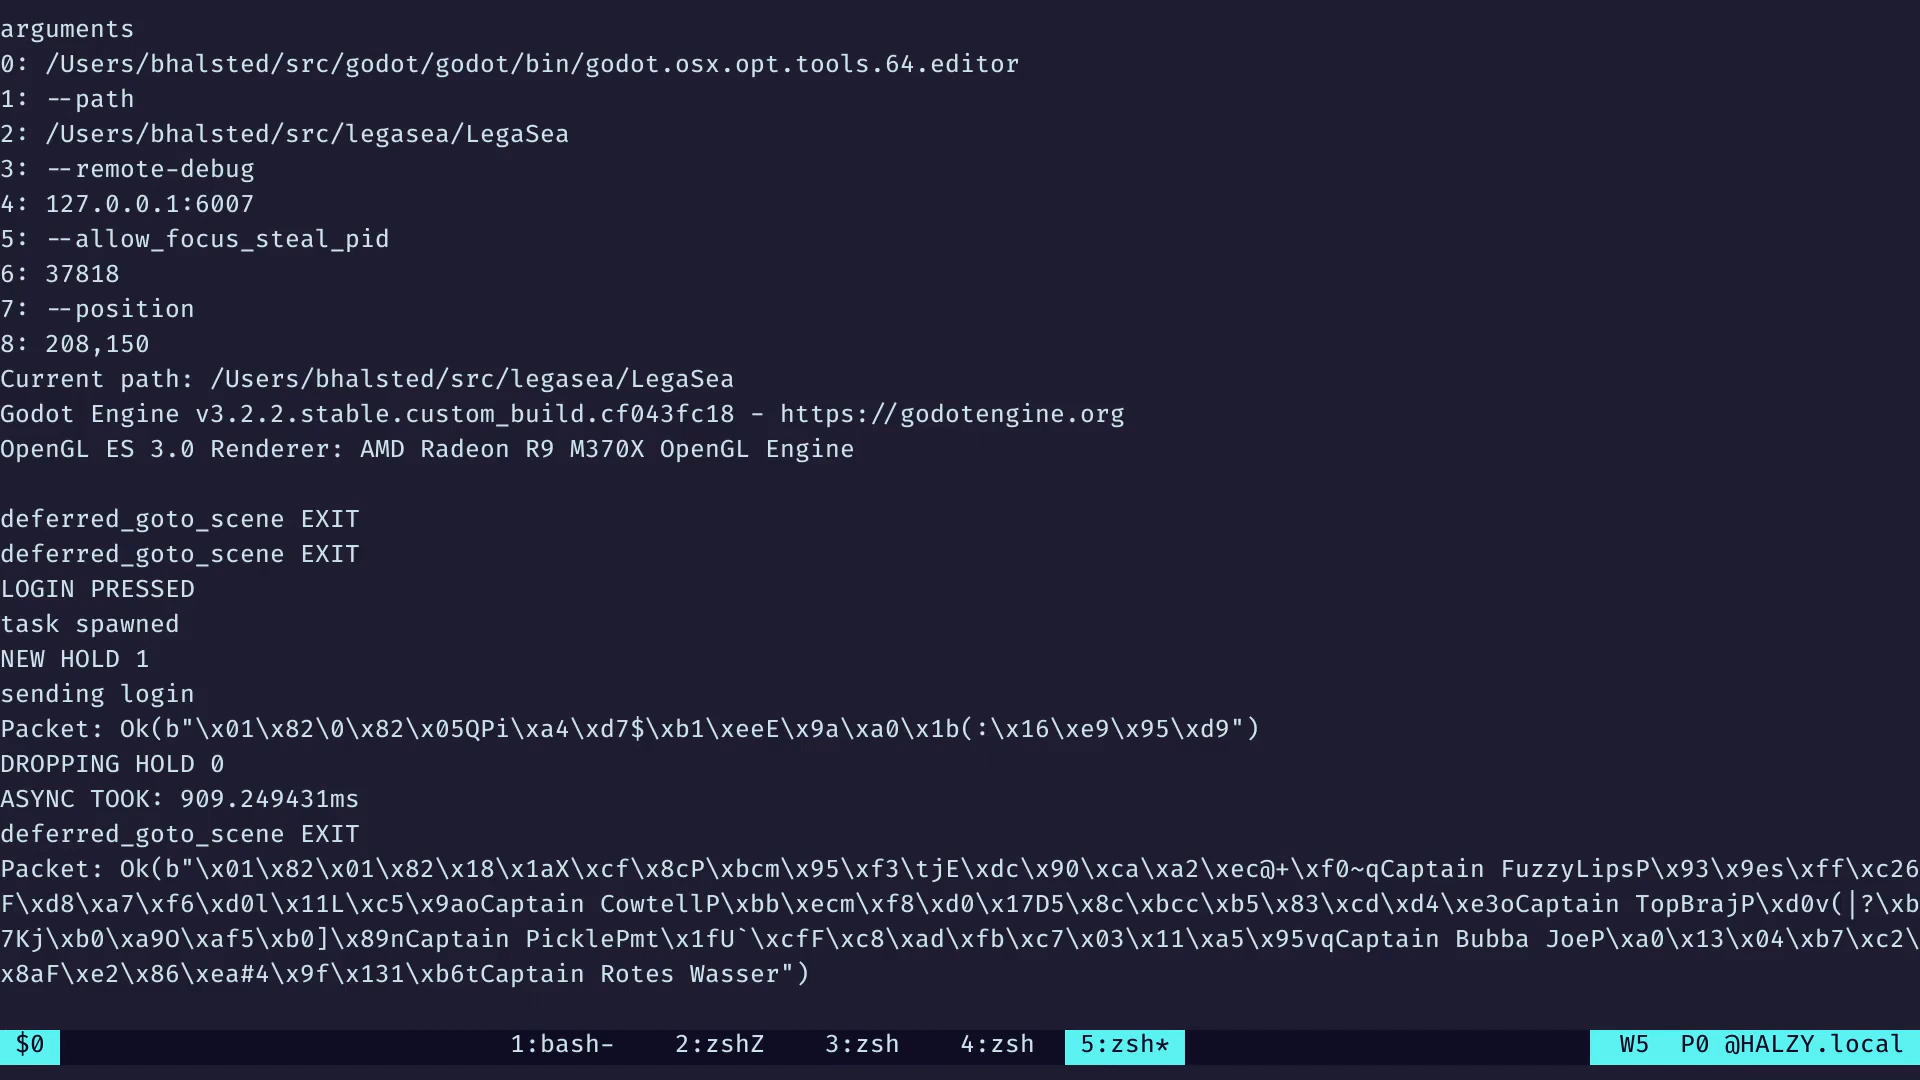 arguments
0: /Users/bhalsted/src/godot/godot/bin/godot.osx.opt.tools.64.editor
1: --path
2: /Users/bhalsted/src/legasea/LegaSea
3: --remote-debug
4: 127.0.0.1:6007
5: --allow_focus_steal_pid
6: 37818
7: --position
8: 208,150
Current path: /Users/bhalsted/src/legasea/LegaSea
Godot Engine v3.2.2.stable.custom_build.cf043fc18 - https://godotengine.org
OpenGL ES 3.0 Renderer: AMD Radeon R9 M370X OpenGL Engine
deferred_goto_scene EXIT
deferred_goto_scene EXIT
LOGIN PRESSED
task spawned
NEW HOLD 1
sending login
Packet: Ok(b"\x01\x82\0\x82\x05QPi\xa4\xd7$\xb1\xeeE\x9a\xa0\x1b(:\x16\xe9\x95\xd9")
DROPPING HOLD 0
ASYNC TOOK: 909.249431ms
deferred_goto_scene EXIT
Packet: Ok(b"\x01\x82\x01\x82\x18\x1aX\xcf\x8cP\xbcm\x95\xf3\tjE\xdc\x90\xca\xa2\xec@+\xf0~qCaptain FuzzyLipsP\x93\x9es\xff\xc26
F\xd8\xa7\xf6\xd0l\x11L\xc5\x9aoCaptain CowtellP\xbb\xecm\xf8\xd0\x17D5\x8c\xbcc\xb5\x83\xcd\xd4\xe3oCaptain TopBrajP\xd0v(|?\xb
7Kj\xb0\xa9O\xaf5\xb0]\x89nCaptain PicklePmt\x1fU`\xcfF\xc8\xad\xfb\xc7\x03\x11\xa5\x95vqCaptain Bubba JoeP\xa0\x13\x04\xb7\xc2\
x8aF\xe2\x86\xea#4\x9f\x131\xb6tCaptain Rotes Wasser")
$0 1:bash- 2:zshZ 3:zsh 4:zsh 5:zsh* W5 P0 @HALZY.local